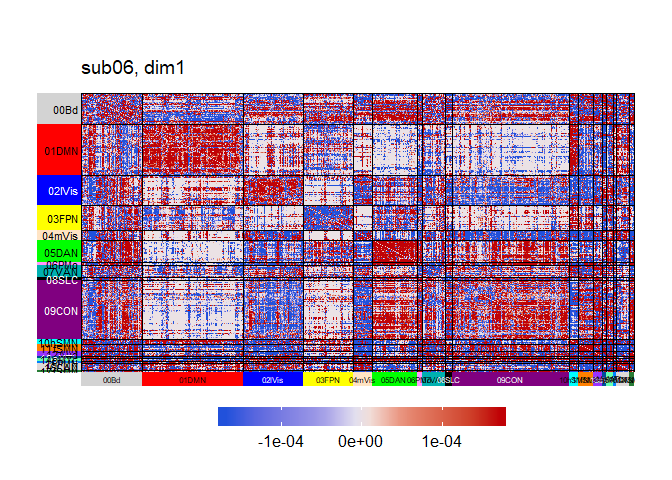 sub06, dim1
00Bd
01DMN
02lVis
03FPN
04mVis
05DAN
07VAN
08SLC
09CON
00Bd
01DMN
02lVis
03FPN
04mVis
05DAN
08SLC
09CON
-1e-04
0e+00
1e-04